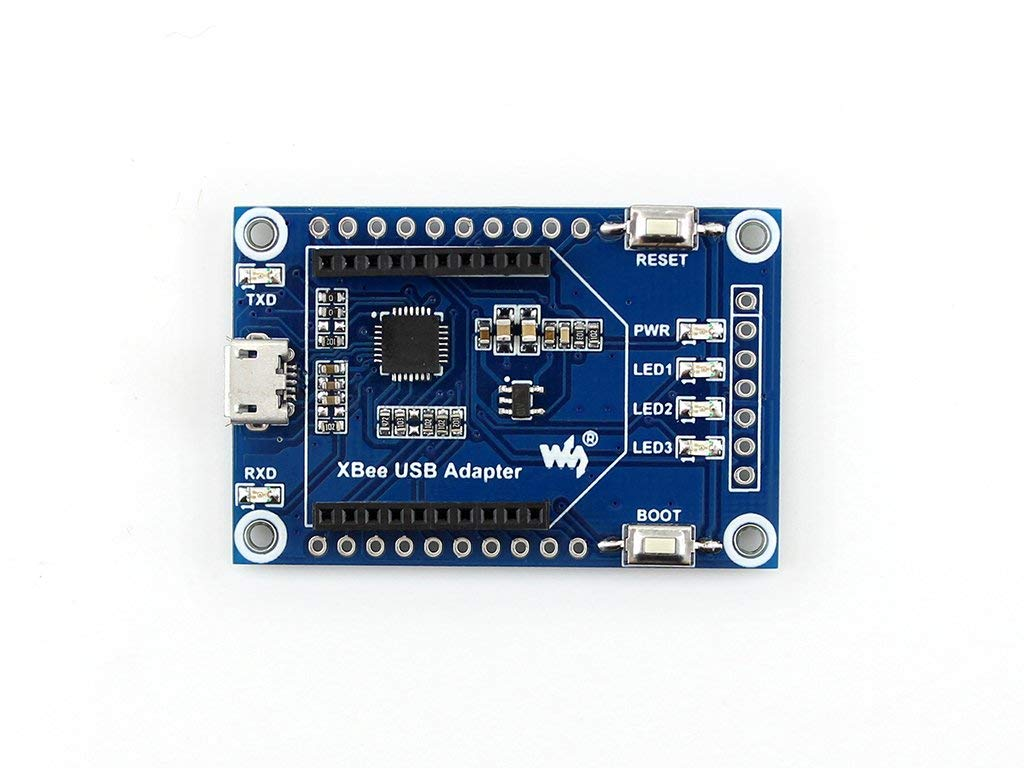 RESET
TXD
PWR
LED1
LED2
LED3
®
XBee USB Adapter
RXD
BOOT